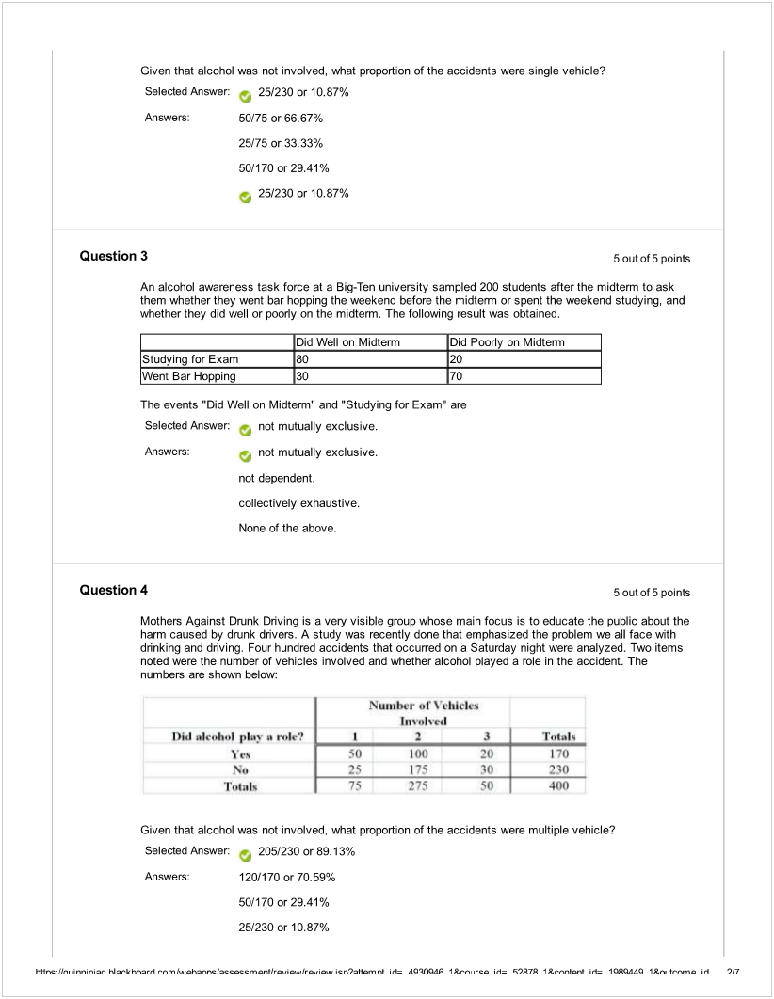 Given that alcohol was not involved, what proportion of the accidents were single vehicle?
Selected Answer: 25/230 or 10.87%
Answers: 50/75 or 66.67%
25/75 or 33.33%
50/170 or 29.41%
25/230 or 10.87%
Question 3 5 out of 5 points
An alcohol awareness task force at a Big-Ten university sampled 200 students after the midterm to ask
them whether they went bar hopping the weekend before the midterm or spent the weekend studying, and
whether they did well or poorly on the midterm. The following result was obtained.
Did Well on Midterm Did Poorly on Midterm
Studying for Exam 80 20
Went Bar Hopping 30 70
The events "Did Well on Midterm" and "Studying for Exam" are
Selected Answer: not mutually exclusive.
Answers: not mutually exclusive.
not dependent.
collectively exhaustive.
None of the above.
Question 4 5 out of 5 points
Mothers Against Drunk Driving is a very visible group whose main focus is to educate the public about the
harm caused by drunk drivers. A study was recently done that emphasized the problem we all face with
drinking and driving. Four hundred accidents that occurred on a Saturday night were analyzed. Two items
noted were the number of vehicles involved and whether alcohol played a role in the accident. The
numbers are shown below:
Number of Vehicles
Involved
Did alcohol play a role? 1 2 3 Totals
Yes 50 100 20 170
No 25 175 30 230
Totals 75 275 50 400
Given that alcohol was not involved, what proportion of the accidents were multiple vehicle?
Selected Answer: 205/230 or 89.13%
Answers: 120/170 or 70.59%
50/170 or 29.41%
25/230 or 10.87%
https://quinnipiac.blackboard.com/webapps/assessment/review/review.jsp?attempt_id=_4930946_1&course_id=_52878_1&content_id=_1989449_1&outcome_id... 2/7